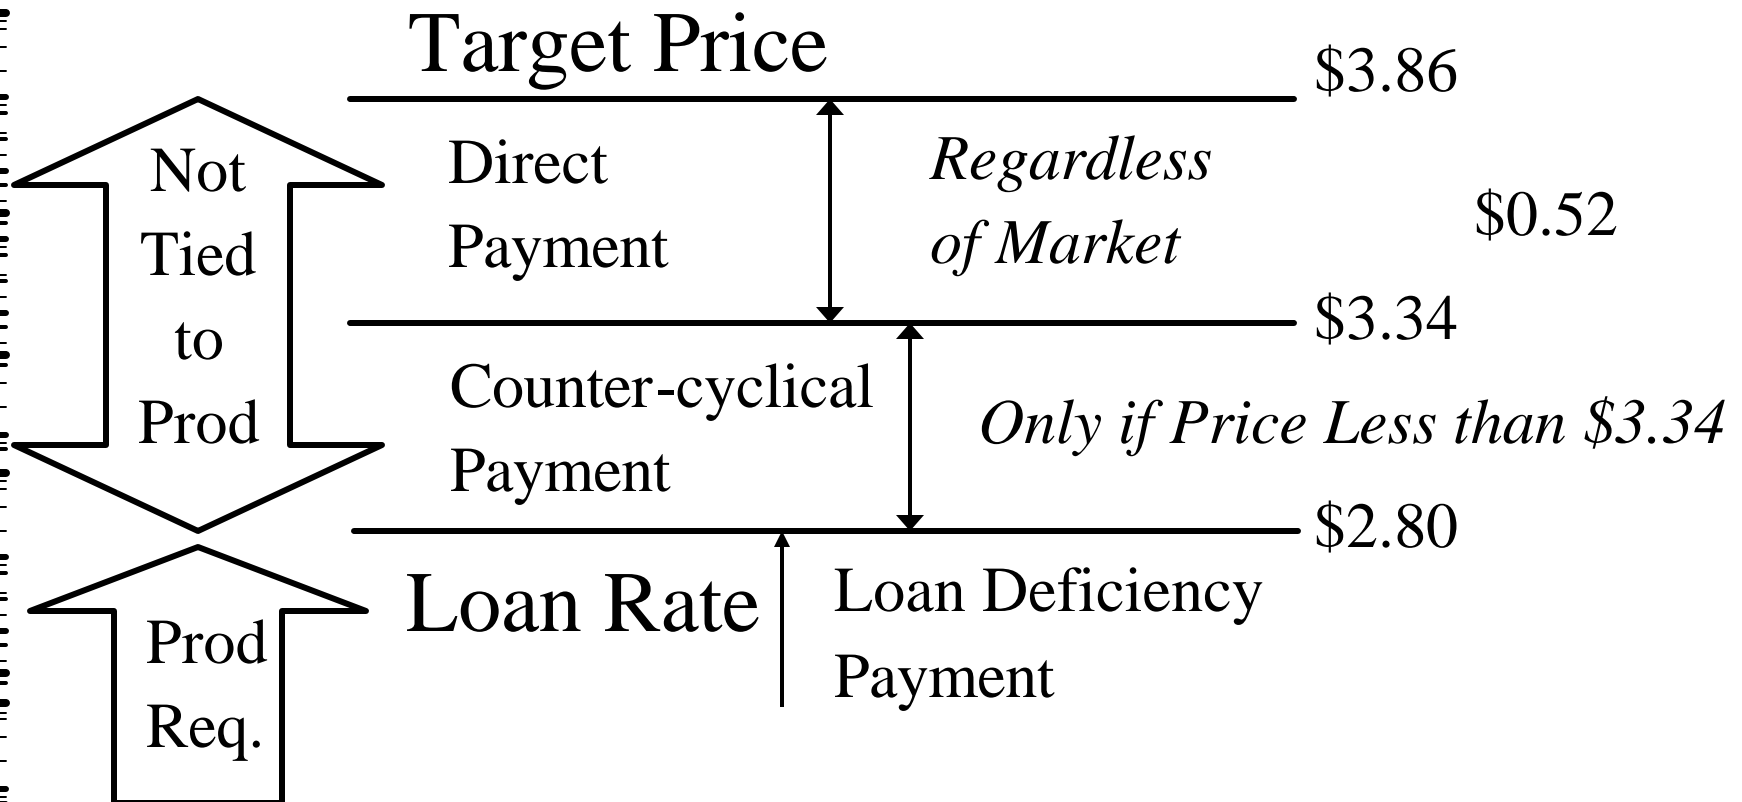 Target Price
$3.86
Not
Tied
to
Prod
Direct
Payment
Regardless
of Market
$0.52
$3.34
Counter-cyclical
Payment
Only if Price Less than $3.34
$2.80
Prod
Req.
Loan Rate
Loan Deficiency
Payment